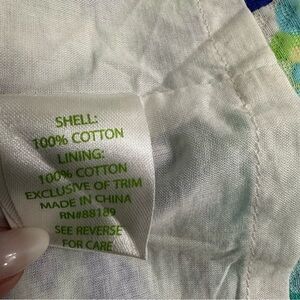 SHELL:
100% COTTON
LINING:
100% COTTON
EXCLUSIVE OF TRIM
MADE IN CHINA
RN#88189
SEE REVERSE
FOR CARE